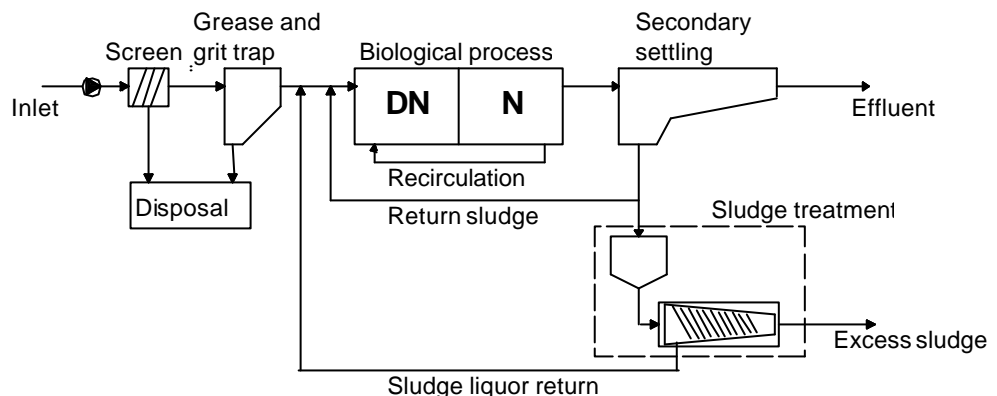 Grease and
grit trap
Screen
Biological process
Secondary
settling
Inlet
DN
N
Effluent
Recirculation
Disposal
Return sludge
Sludge treatment
Excess sludge
Sludge liquor return